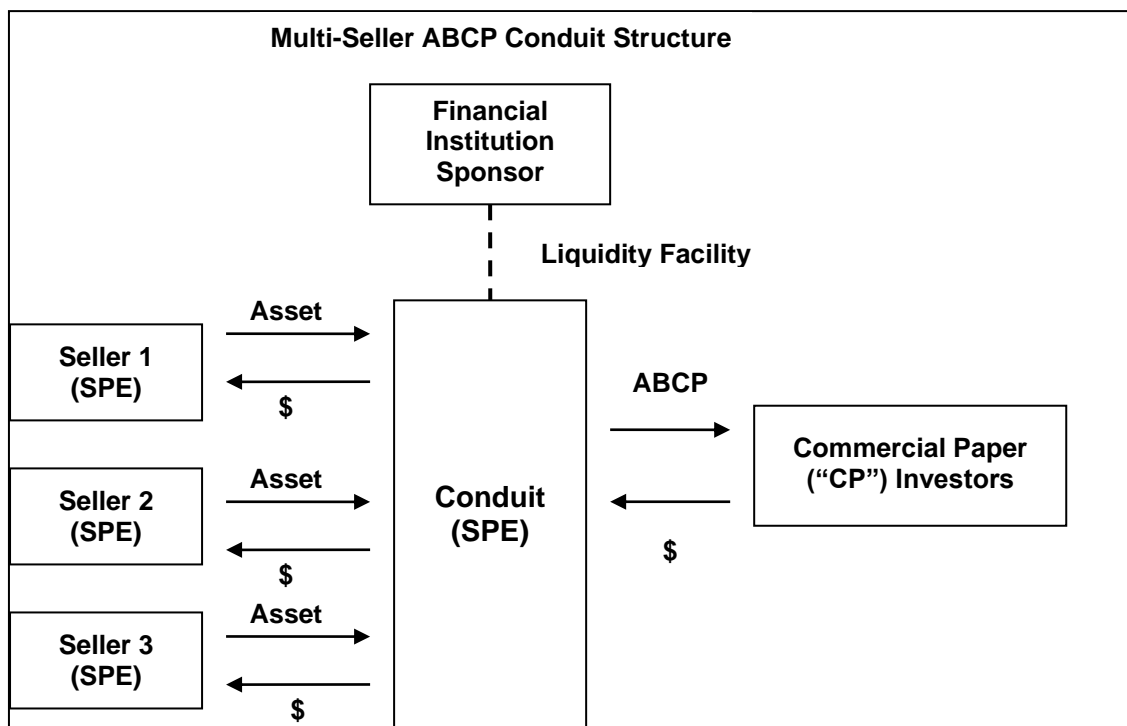 Multi-Seller ABCP Conduit Structure
Financial
Institution
Sponsor
Liquidity Facility
Asset
Seller 1
(SPE)
$
Asset
Seller 2
(SPE)
$
Asset
Seller 3
(SPE)
$
Conduit
(SPE)
ABCP
$
Commercial Paper
(“CP”) Investors